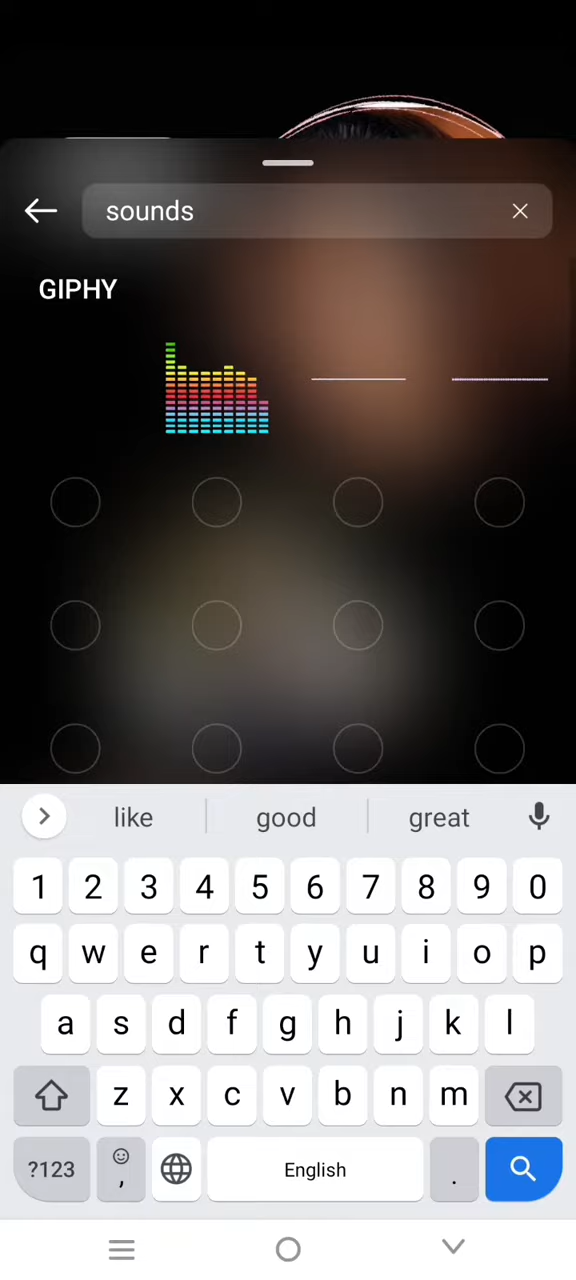 sounds
GIPHY
like good great
1 2 3 4 5 6 7 8 9 0
q w e r t y u i o p
a s d f g h j k l
z x c v b n m
?123 , English .